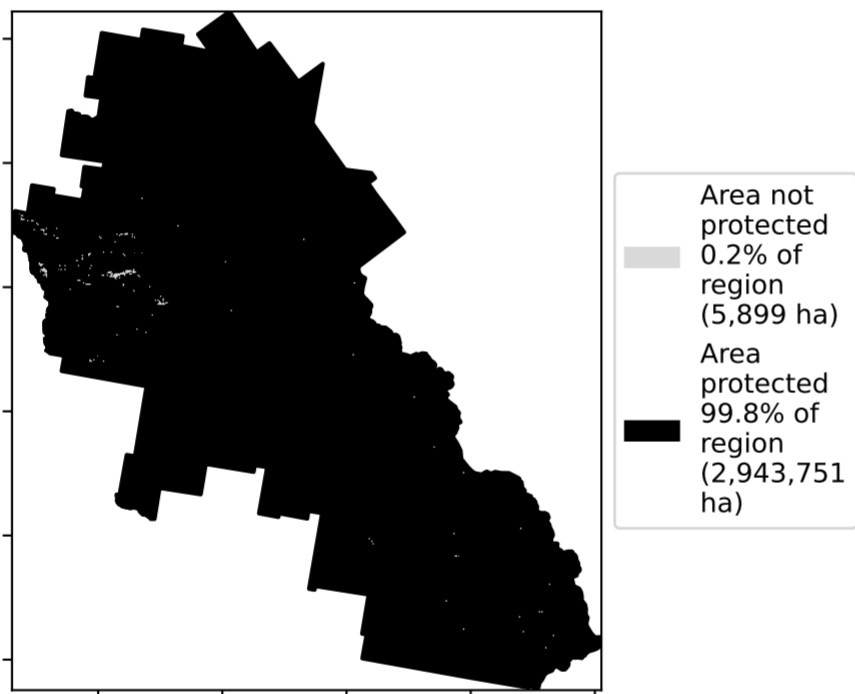 Area not
protected
0.2% of
region
(5,899 ha)
Area
protected
99.8% of
region
(2,943,751
ha)